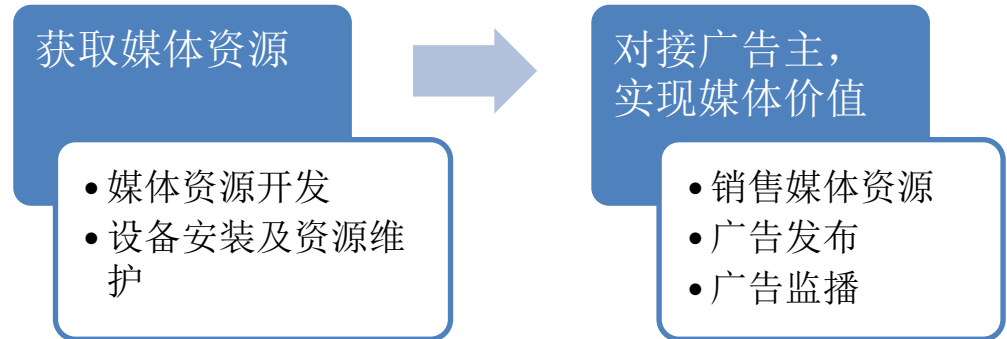 获取媒体资源
• 媒体资源开发
• 设备安装及资源维
护
对接广告主，
实现媒体价值
• 销售媒体资源
• 广告发布
• 广告监播